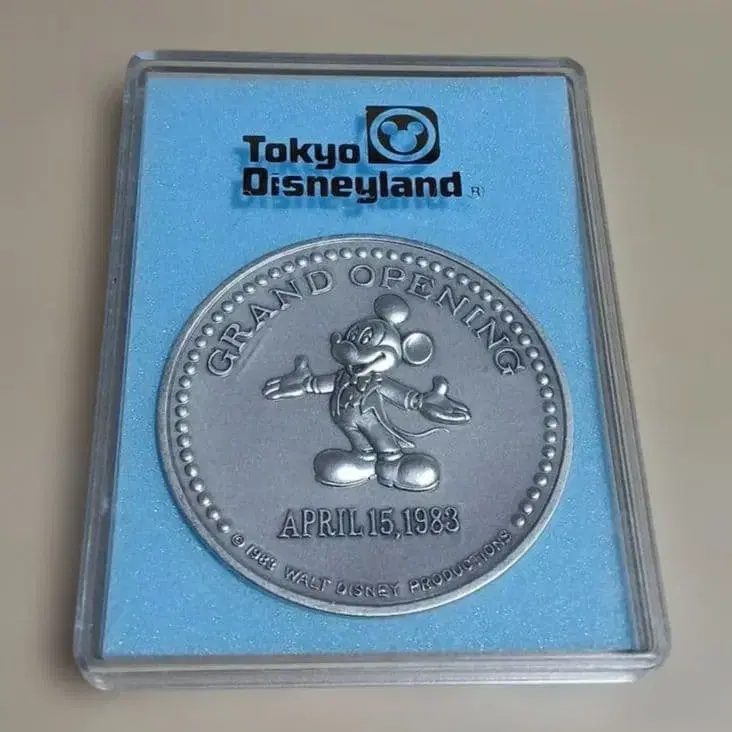 Tokyo
Disneyland ®
GRAND OPENING
APRIL 15, 1983
© 1983 WALT DISNEY PRODUCTIONS